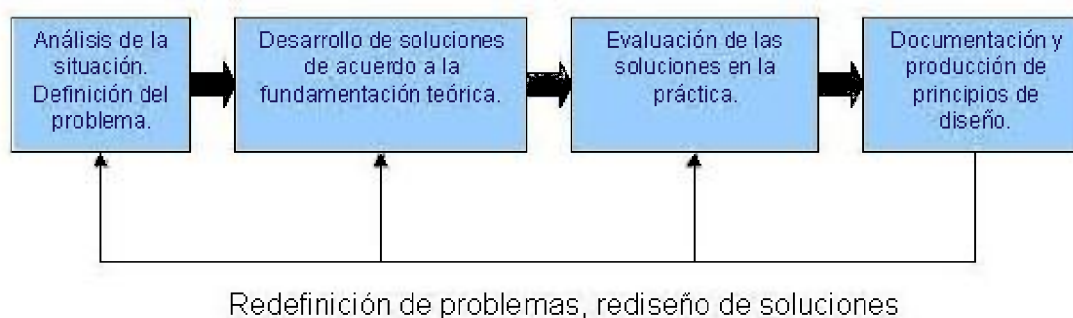 Análisis de la
situación.
Definición del
problema.
Desarrollo de soluciones
de acuerdo a la
fundamentación teórica.
Evaluación de las
soluciones en la
práctica.
Documentación y
producción de
principios de
diseño.
Redefinición de problemas, rediseño de soluciones